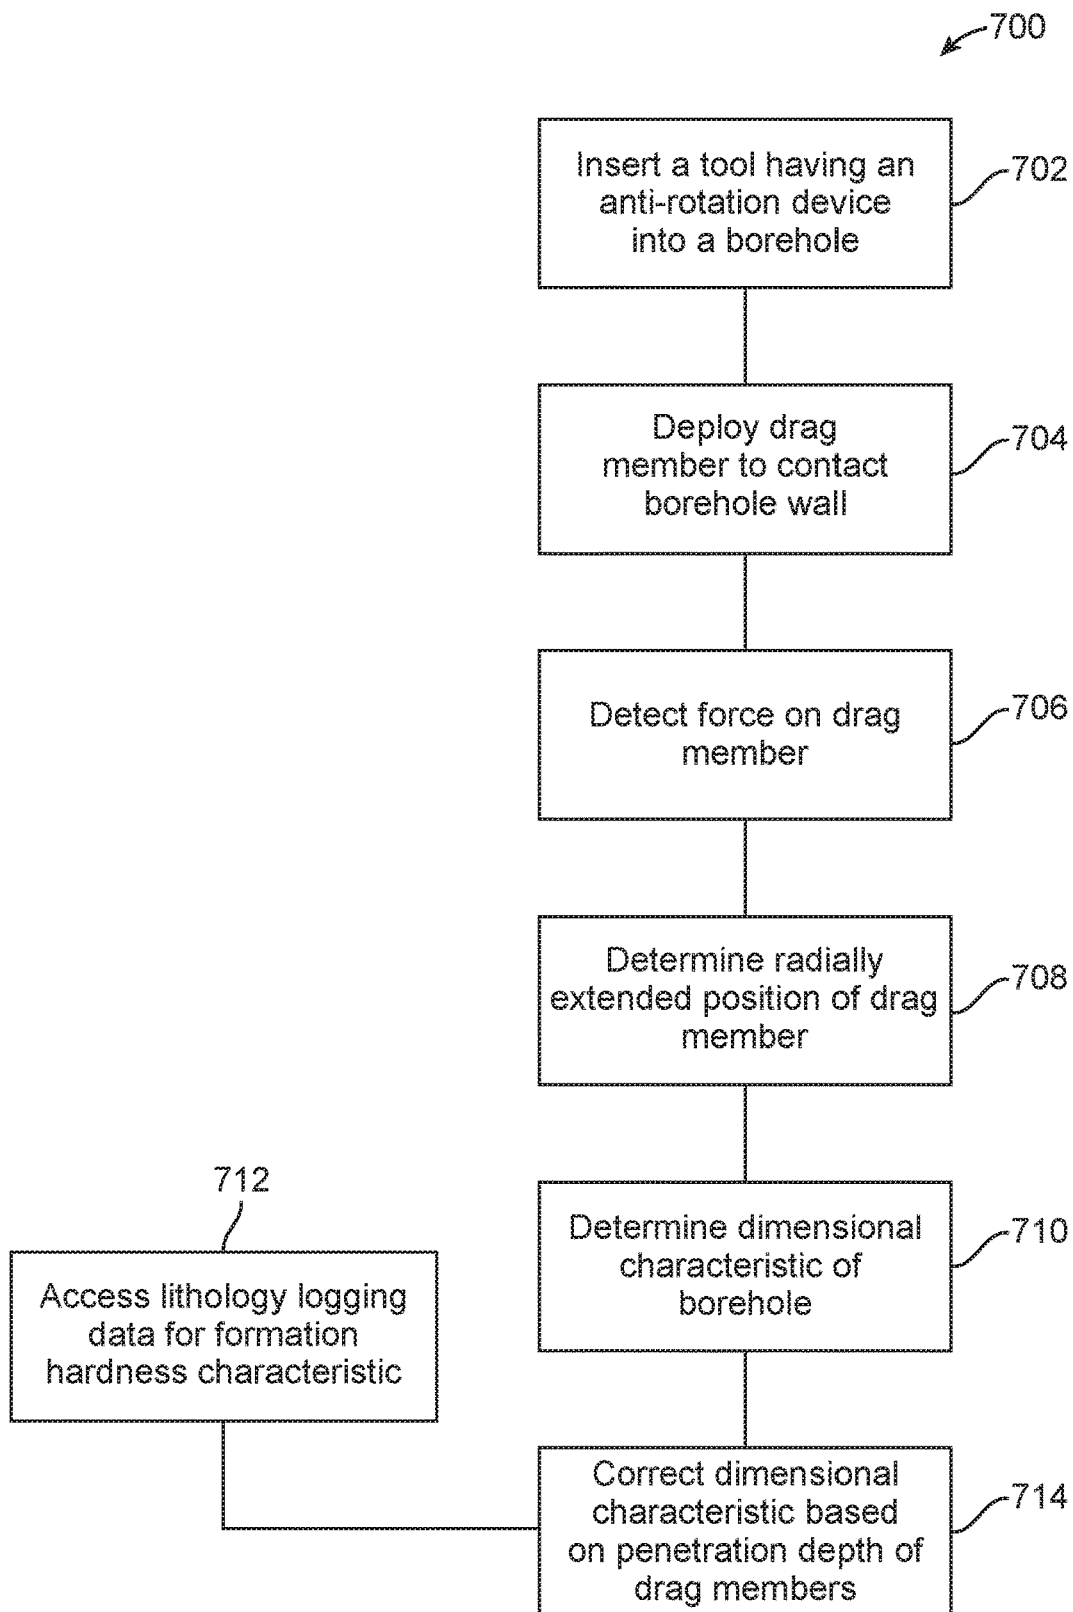 700
Insert a tool having an
anti-rotation device
into a borehole
702
Deploy drag
member to contact
borehole wall
704
Detect force on drag
member
706
Determine radially
extended position of drag
member
708
Determine dimensional
characteristic of
borehole
710
712
Access lithology logging
data for formation
hardness characteristic
Correct dimensional
characteristic based
on penetration depth of
drag members
714